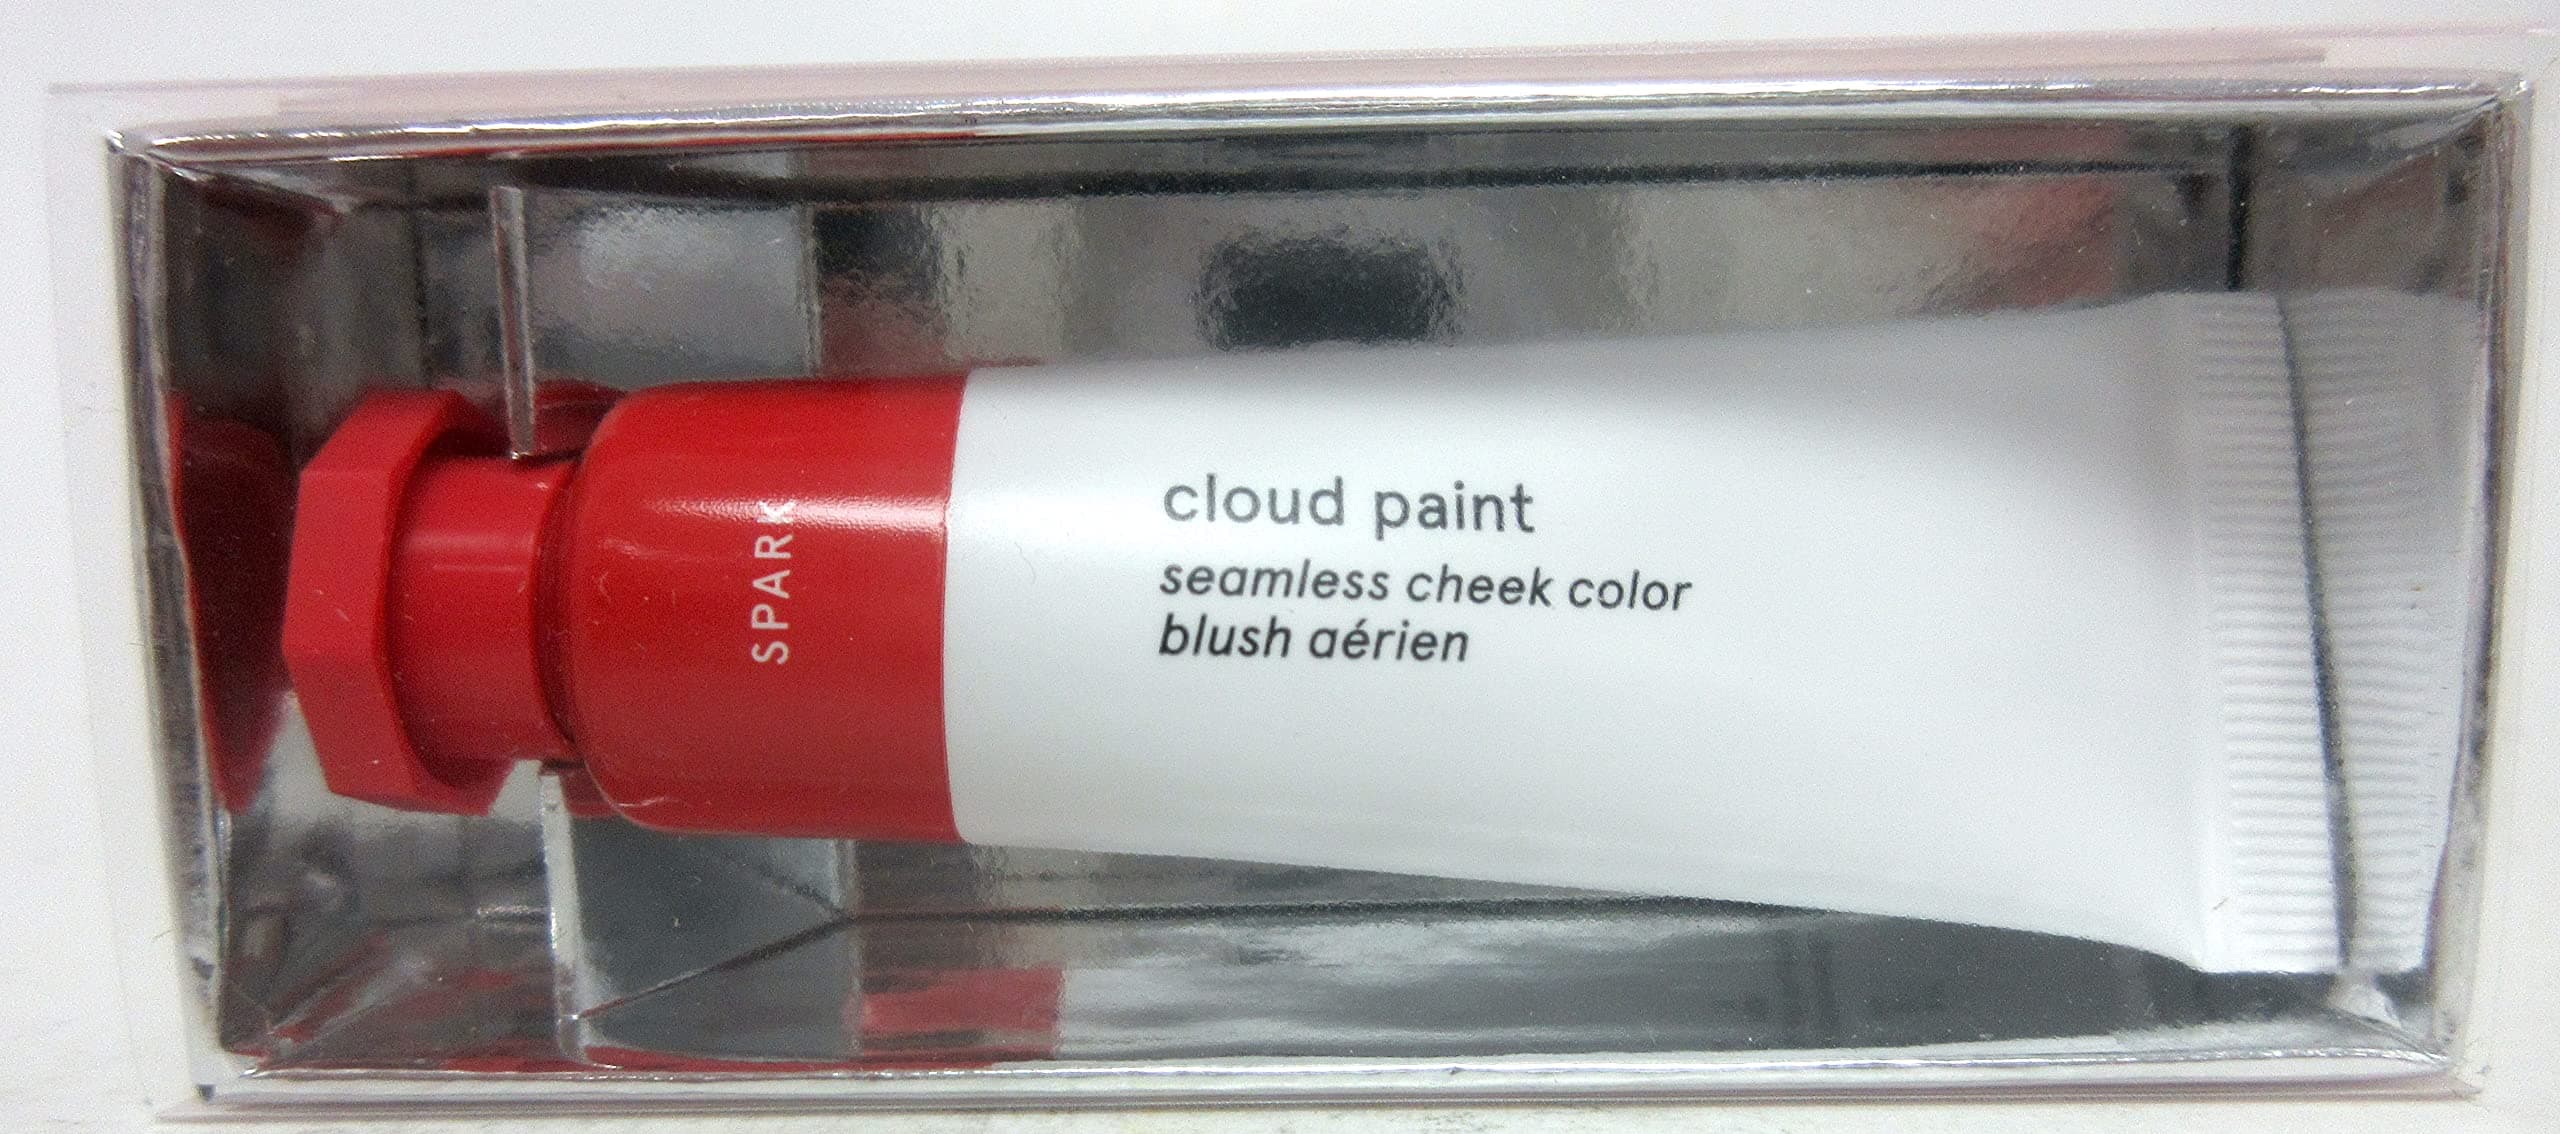 SPARK
cloud paint
seamless cheek color
blush aérien